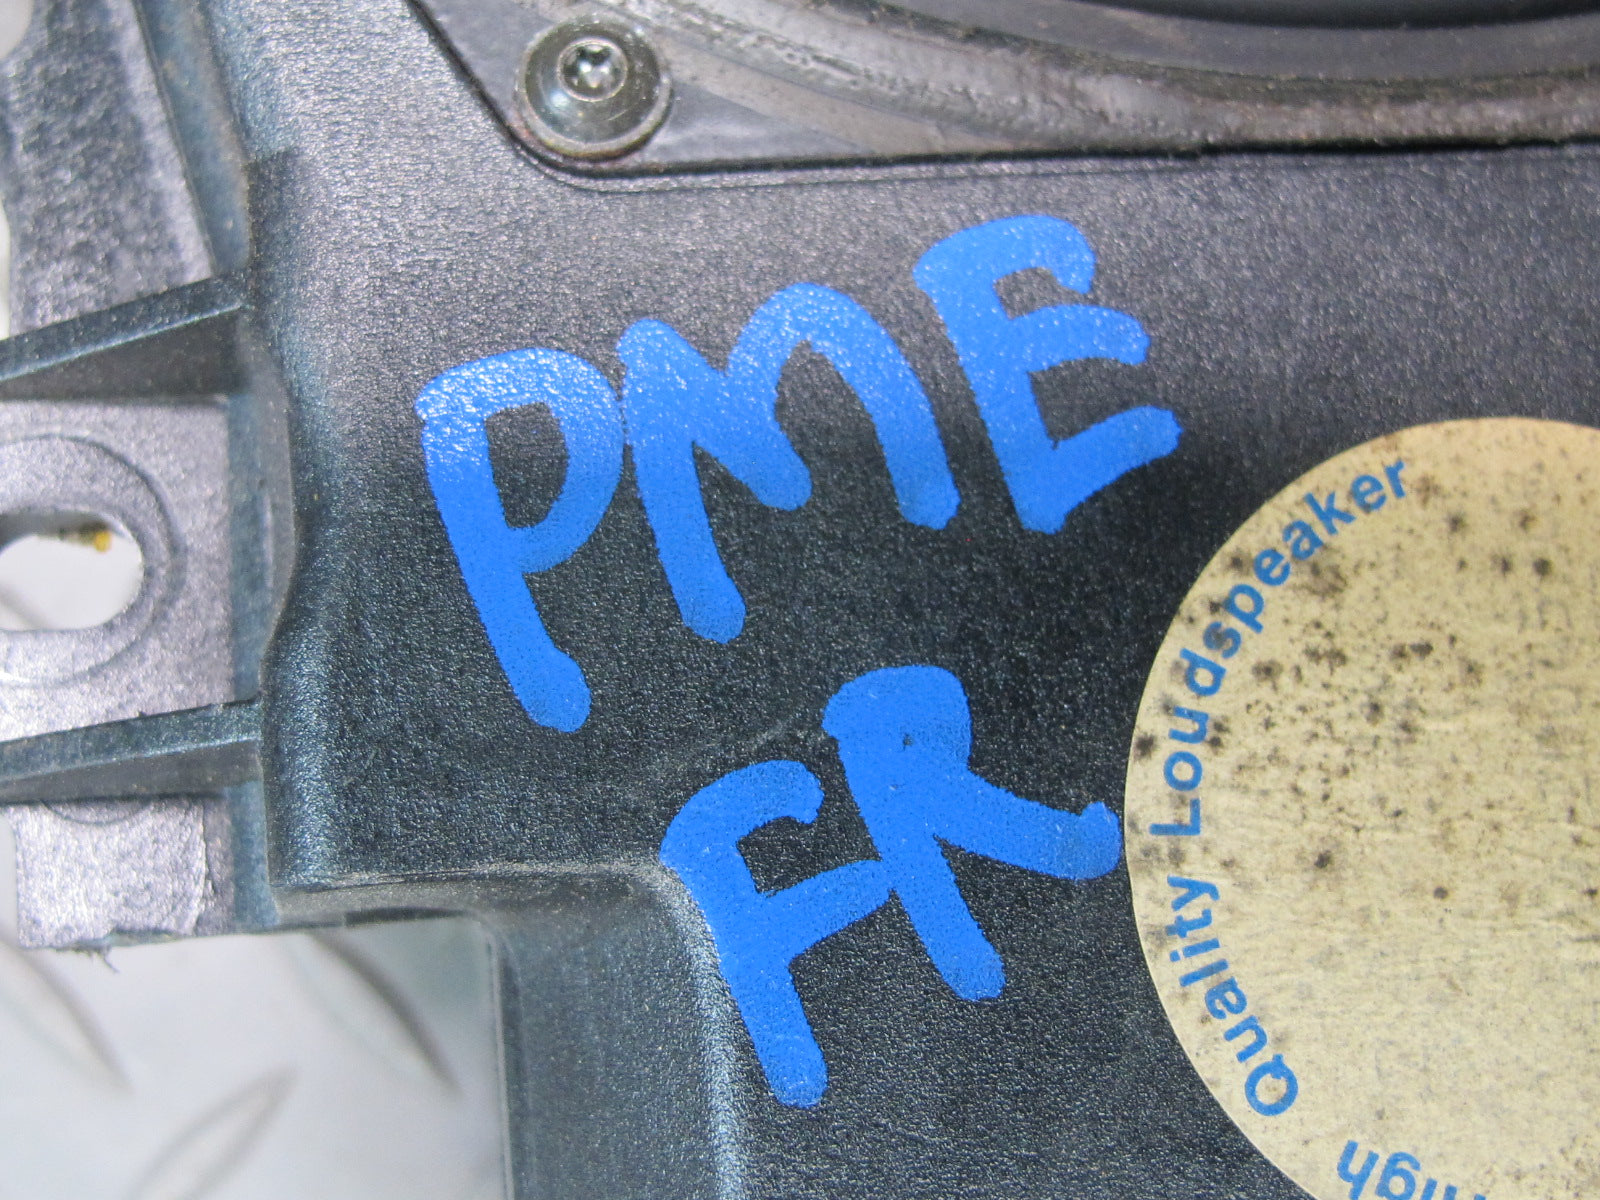 PME
FR
High Quality Loudspeaker